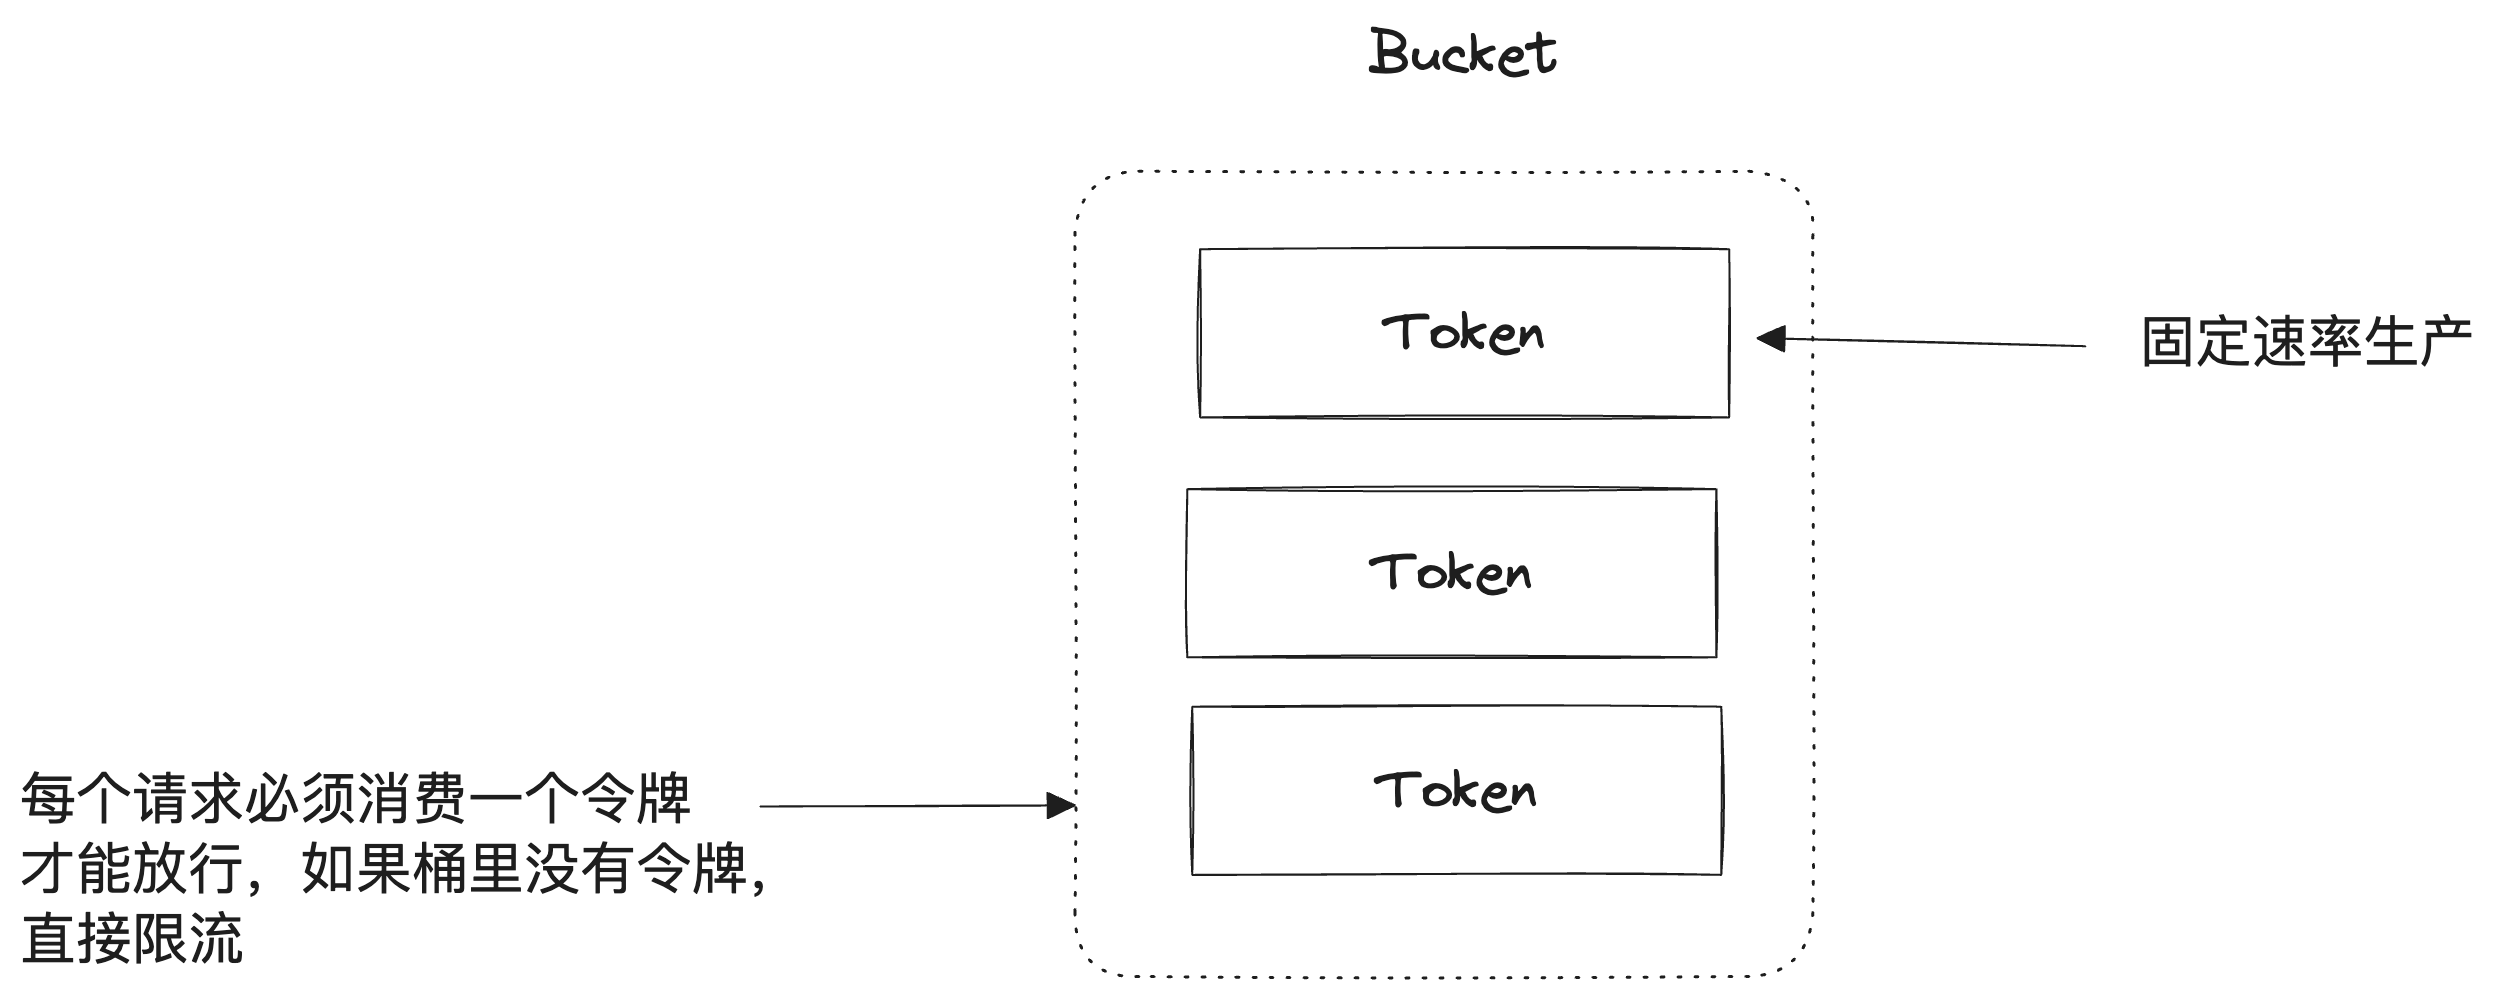 Bucket
Token
固定速率生产
Token
Token
每个请求必须消费一个令牌
才能放行，如果桶里没有令牌，
直接限流